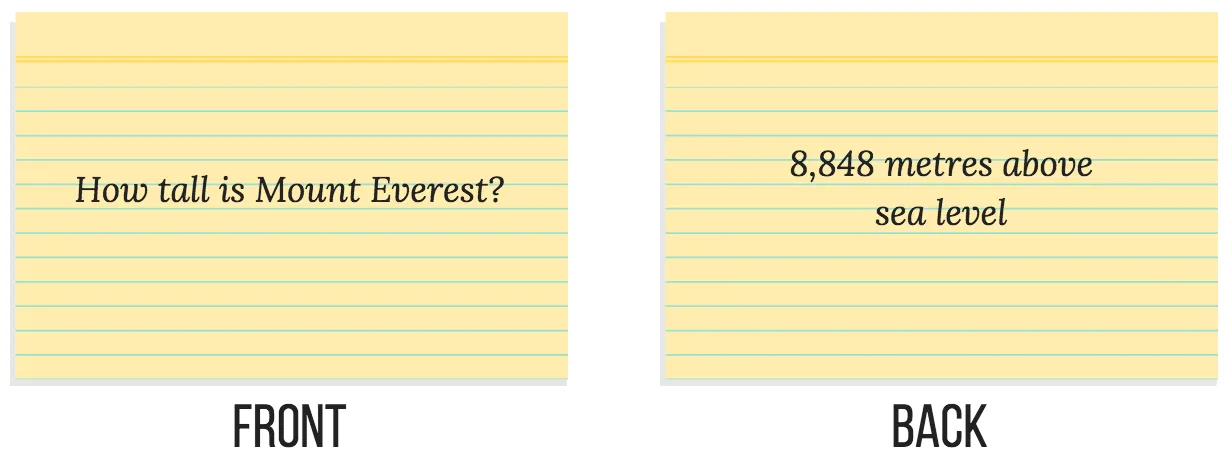 How tall is Mount Everest?
FRONT
8,848 metres above
sea level
BACK